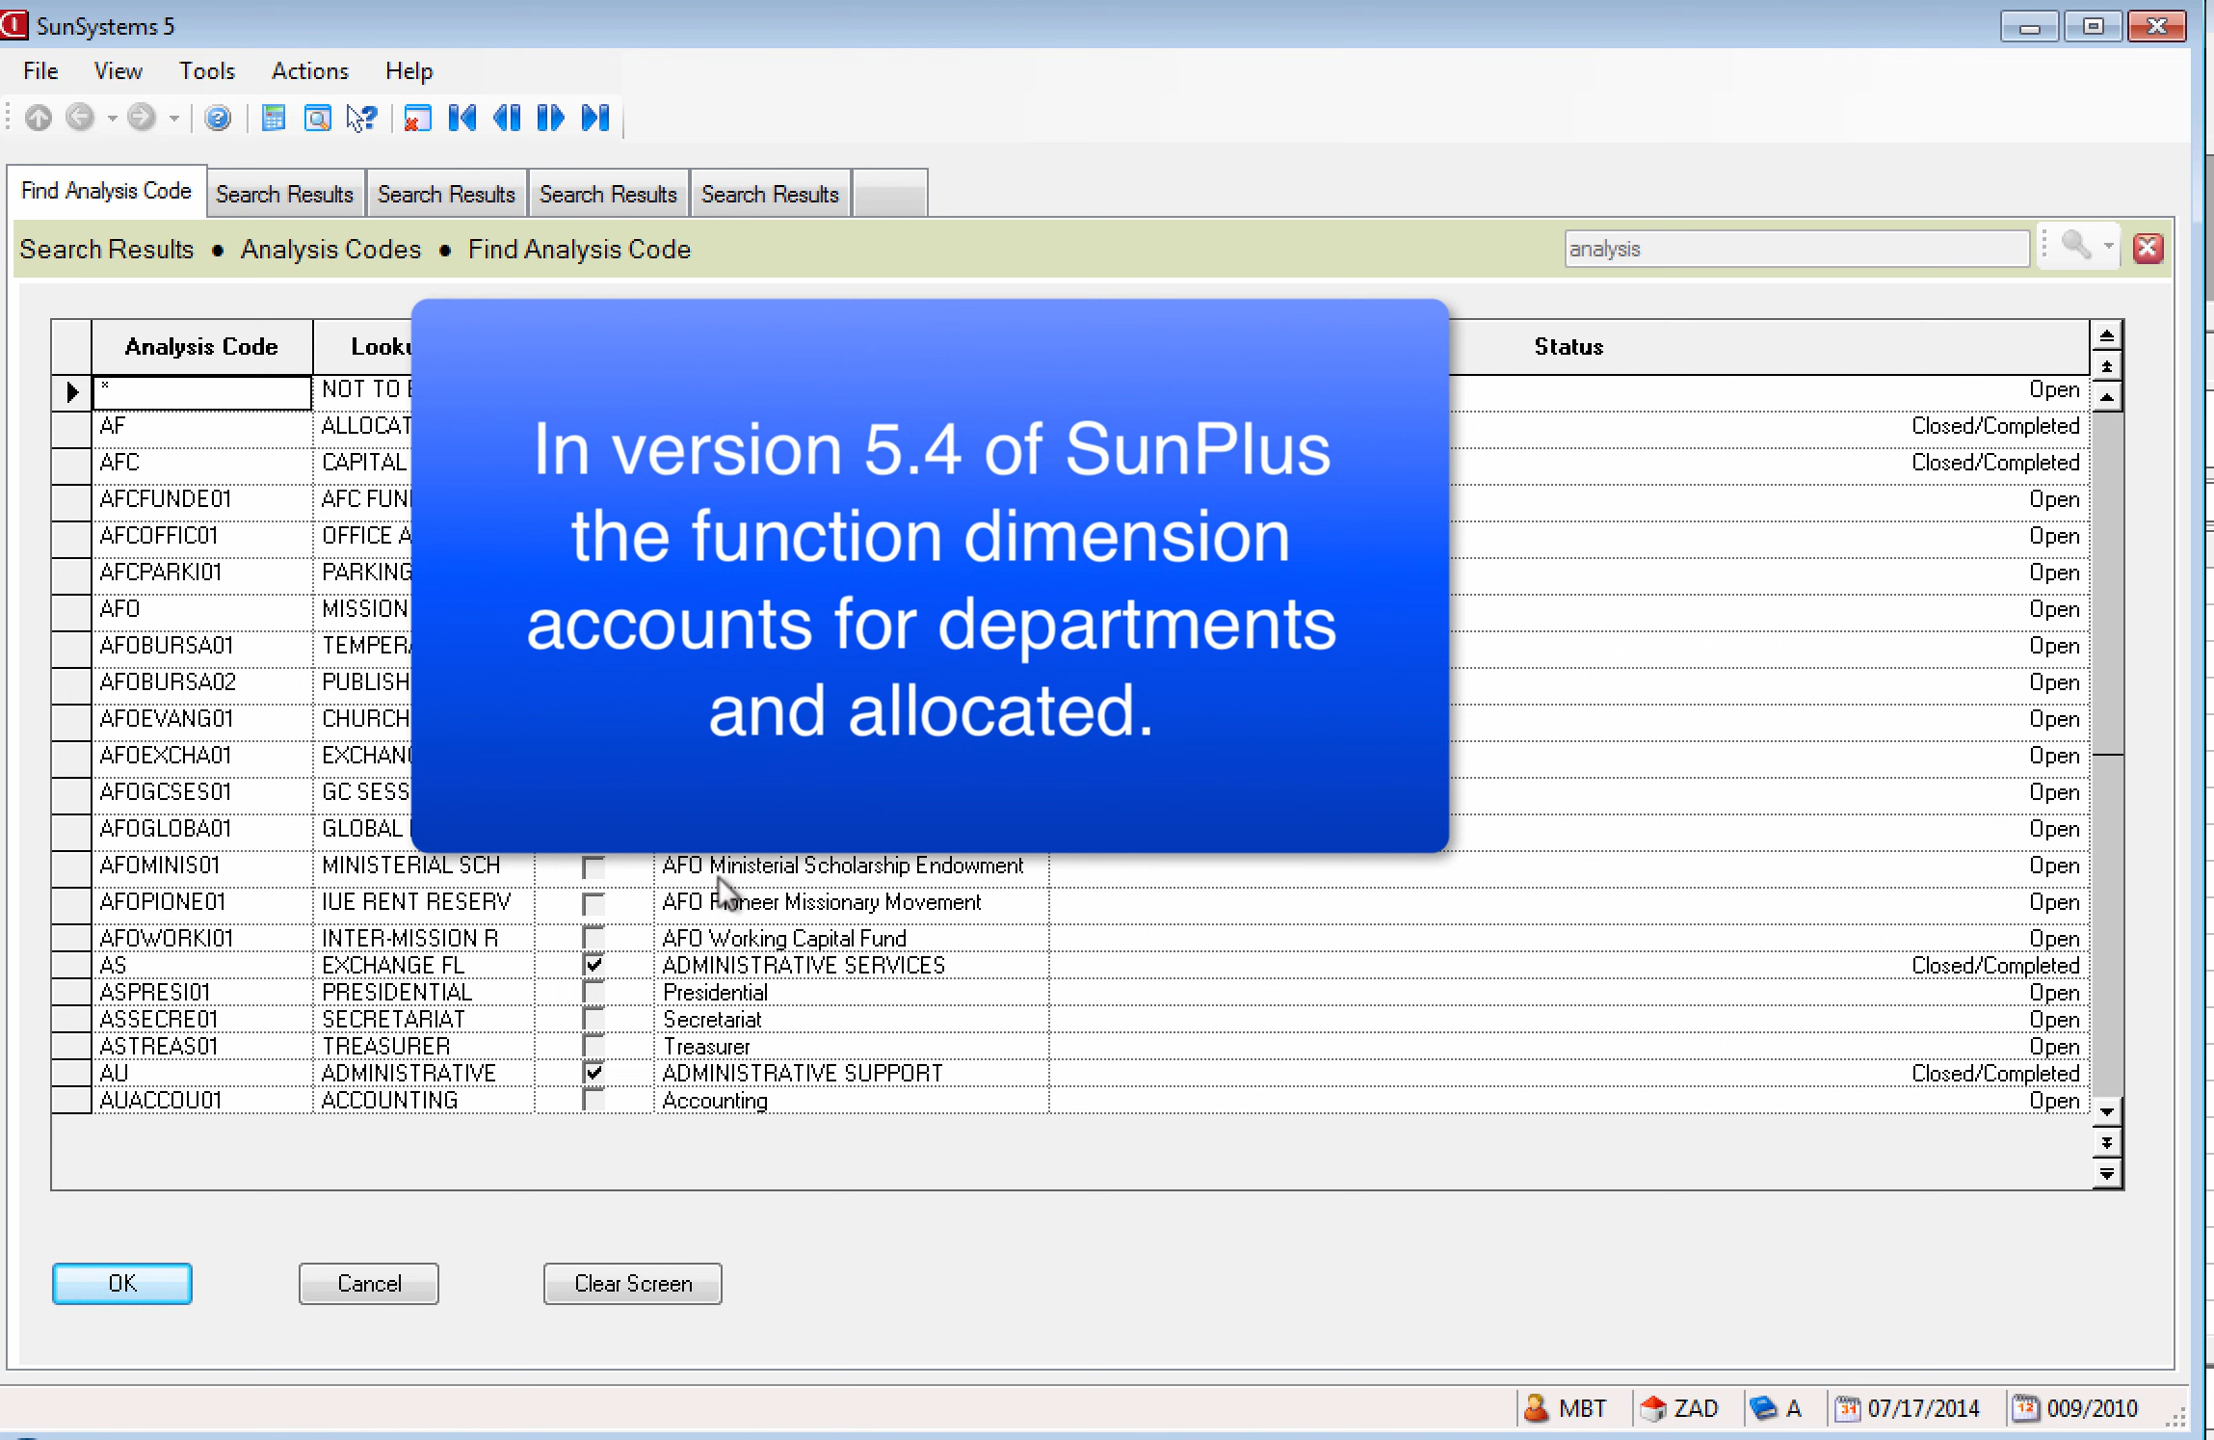 SunSystems 5
File View Tools Actions Help
Find Analysis Code Search Results Search Results Search Results Search Results
Search Results • Analysis Codes • Find Analysis Code analysis
Analysis Code Status
* NOT TO Open
AF Closed/Completed
AFC CAPITAL Closed/Completed
AFCFUNDE01 AFC Open
AFCOFFIC01 OFFICE Open
AFCPARKI01 PARKING Open
AFO MISSION Open
AFOBURSA01 Open
AFOBURSA02 PUBLISH Open
AFOEVANG01 CHURCH Open
AFOEXCHA01 Open
AFOGCSES01 GC Open
AFOGLOBA01 GLOBAL Open
In version 5.4 of SunPlus
the function dimension
accounts for departments
and allocated.
AFOMINIS01 MINISTERIAL SCH AFO Ministerial Scholarship Endowment Open
AFOPIONE01 IUE RENT RESERV AFO Pioneer Missionary Movement Open
AFOWORKI01 INTER-MISSION R AFO Working Capital Fund Open
AS EXCHANGE FL ADMINISTRATIVE SERVICES Closed/Completed
ASPRESI01 PRESIDENTIAL Presidential Open
ASSECRE01 SECRETARIAT Secretariat Open
ASTREAS01 TREASURER Treasurer Open
AU ADMINISTRATIVE ADMINISTRATIVE SUPPORT Closed/Completed
AUACCOU01 ACCOUNTING Accounting Open
OK Cancel Clear Screen
MBT ZAD A 07/17/2014 009/2010